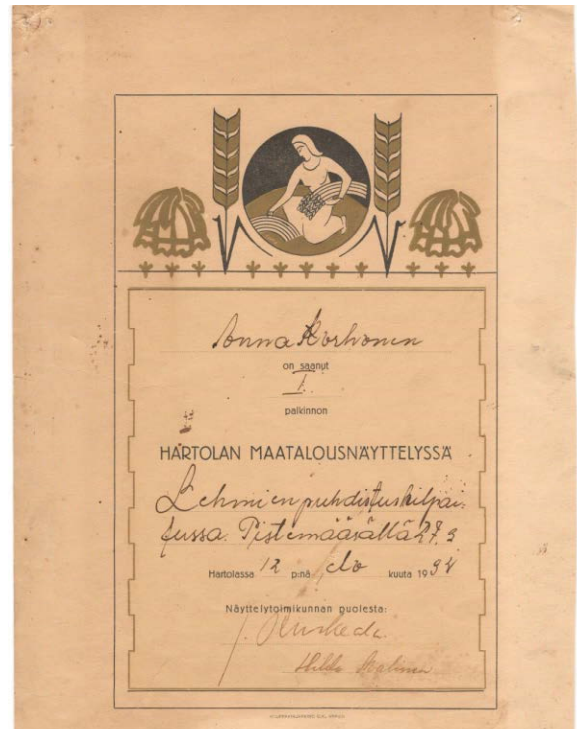 Anna Korhonen
on saanut
I.
palkinnon
HARTOLAN MAATALOUSNÄYTTELYSSÄ
Lehmien puhdistuskilpai-
lussa. Pistemäärällä 27,5
Hartolassa 12 p:nä elo kuuta 1934
Näyttelytoimikunnan puolesta:
Hilda